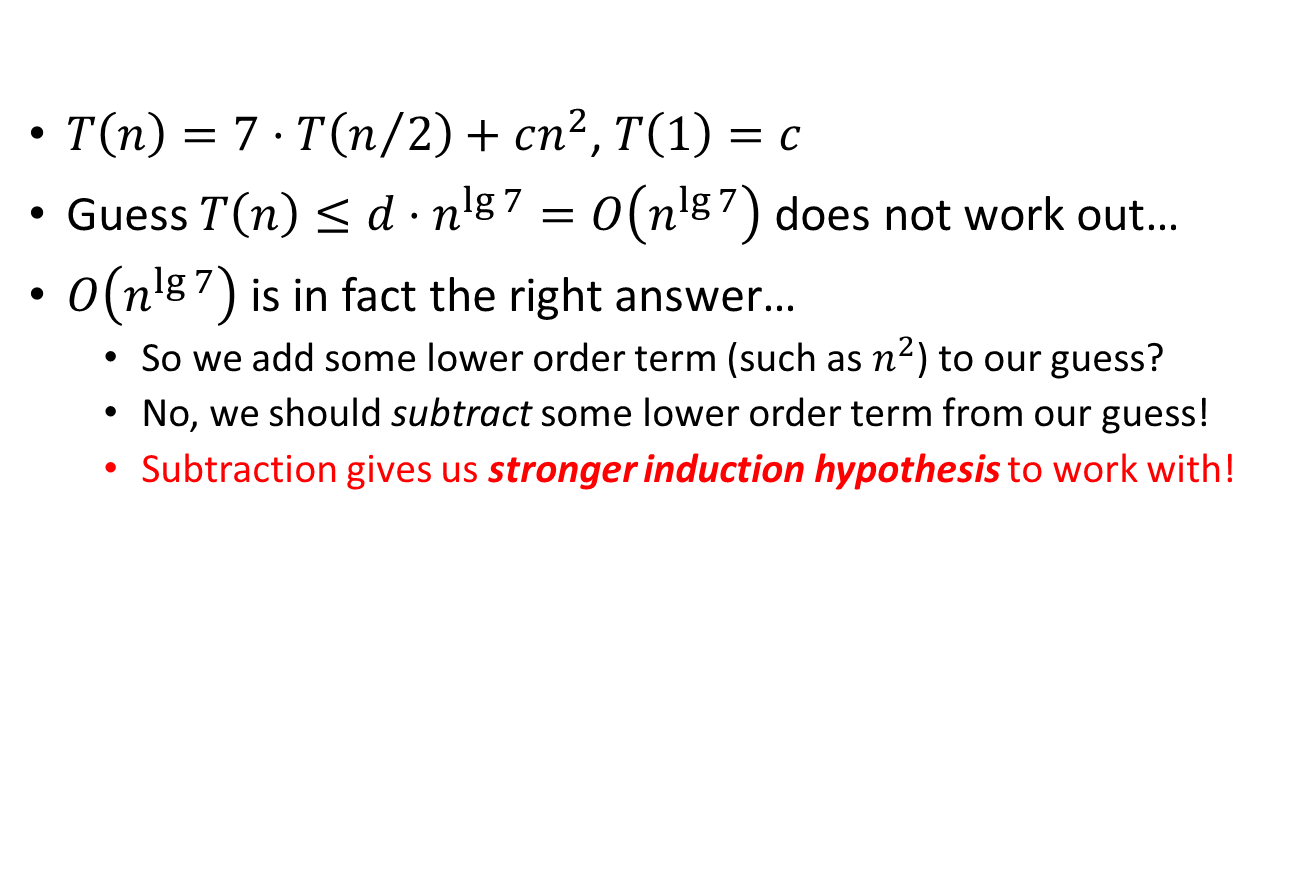 • T(n) = 7 · T(n/2) + cn², T(1) = c
• Guess T(n) ≤ d · n^{lg 7} = O(n^{lg 7}) does not work out…
• O(n^{lg 7}) is in fact the right answer…
• So we add some lower order term (such as n²) to our guess?
• No, we should subtract some lower order term from our guess!
• Subtraction gives us stronger induction hypothesis to work with!